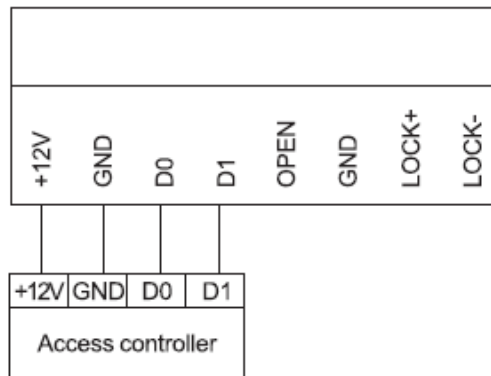 +12V GND D0 D1 OPEN GND LOCK+ LOCK-
+12V GND D0 D1
Access controller